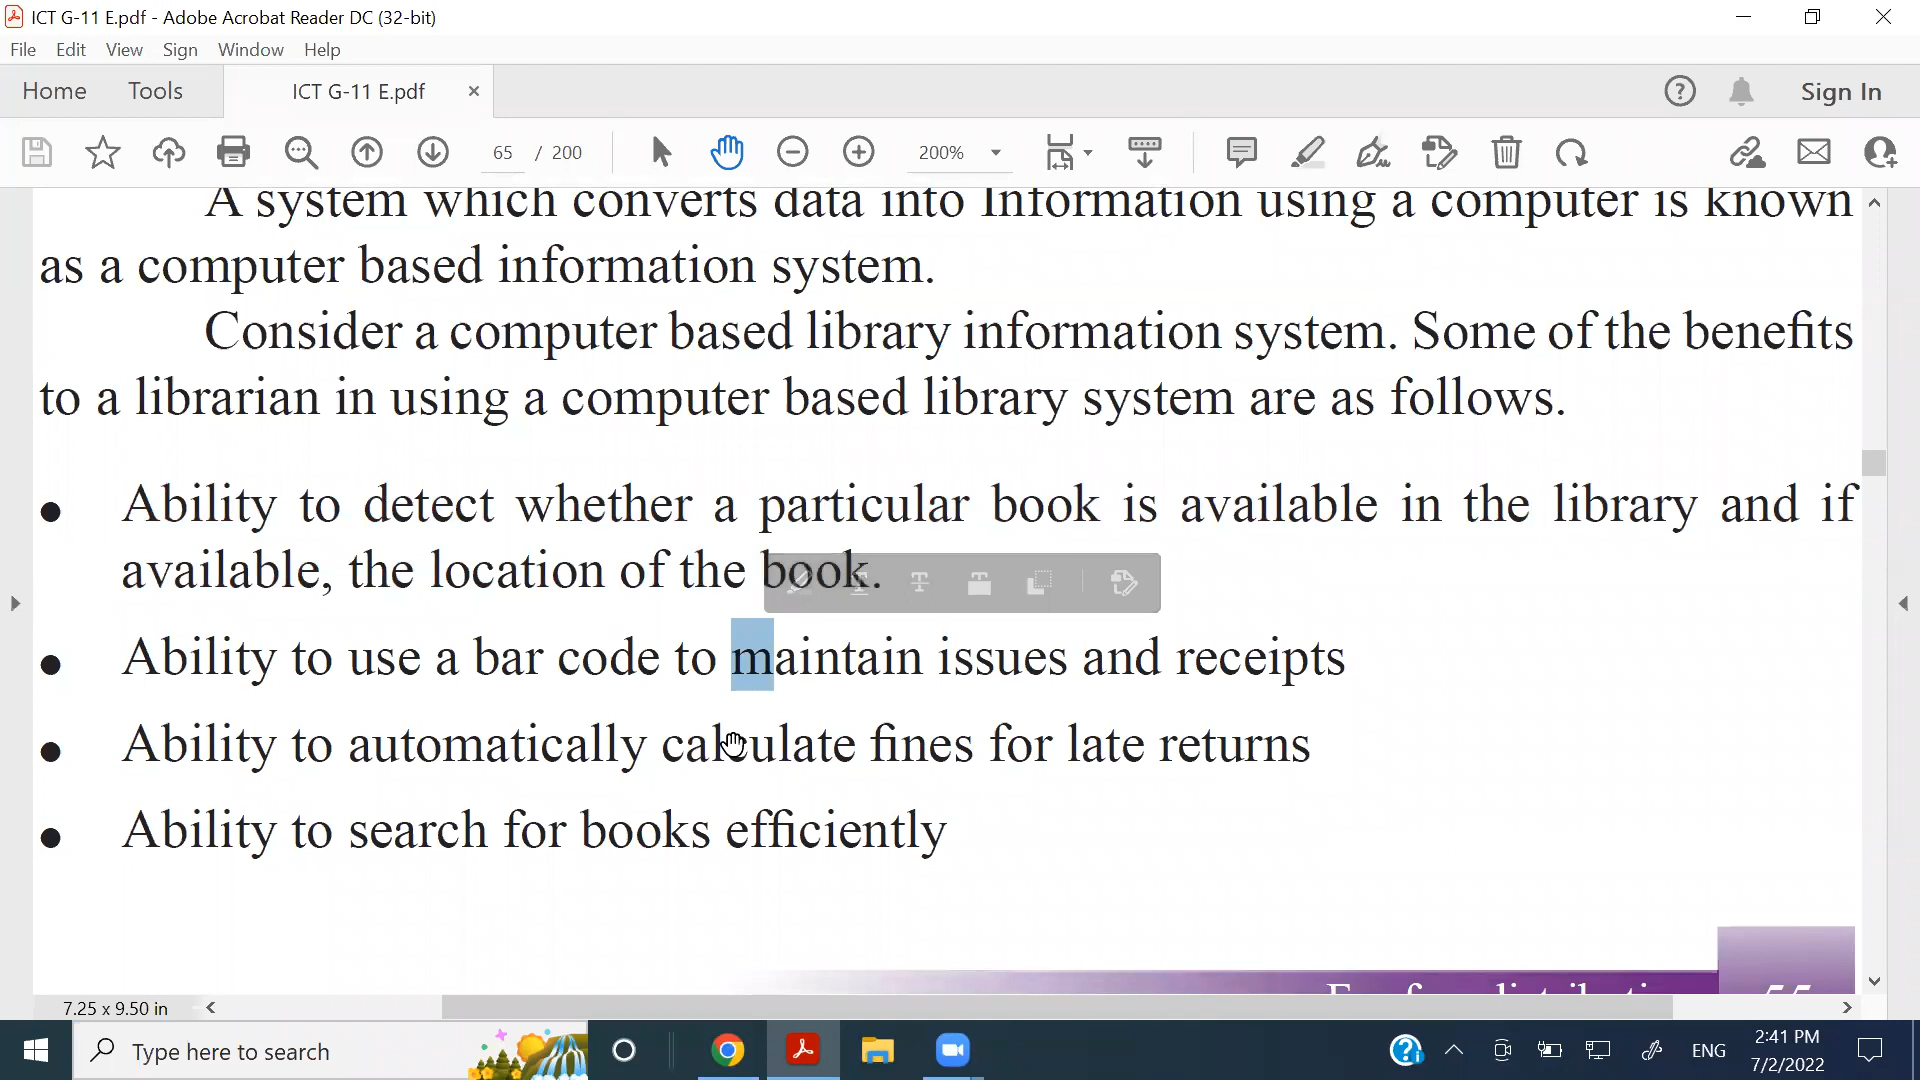 ICT G-11 E.pdf - Adobe Acrobat Reader DC (32-bit)
File Edit View Sign Window Help
Home Tools ICT G-11 E.pdf × Sign In
65 / 200 200%
A system which converts data into Information using a computer is known
as a computer based information system.
Consider a computer based library information system. Some of the benefits
to a librarian in using a computer based library system are as follows.
● Ability to detect whether a particular book is available in the library and if
available, the location of the book.
● Ability to use a bar code to maintain issues and receipts
● Ability to automatically calculate fines for late returns
● Ability to search for books efficiently
7.25 x 9.50 in
Type here to search
ENG
2:41 PM
7/2/2022